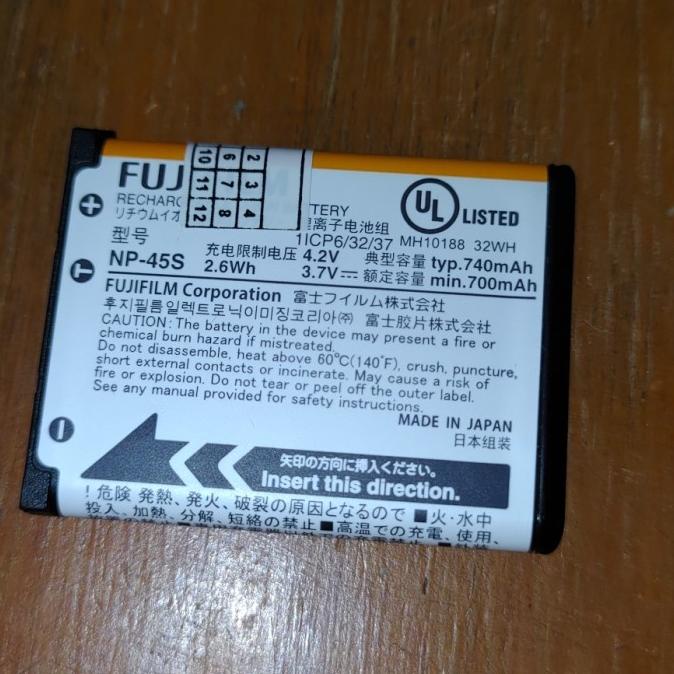 FUJ
RECHARG
リチウムイオ
TTERY
锂离子电池组
10 6 2
11 7 3
12 8 4
UL LISTED
1ICP6/32/37 MH10188 32WH
型号 充电限制电压 4.2V 典型容量 typ.740mAh
NP-45S 2.6Wh 3.7V 额定容量 min.700mAh
FUJIFILM Corporation 富士フイルム株式会社
후지필름일렉트로닉이미징코리아㈜ 富士胶片株式会社
CAUTION: The battery in the device may present a fire or
chemical burn hazard if mistreated.
Do not disassemble, heat above 60℃(140°F), crush, puncture,
short external contacts or incinerate. May cause a risk of
fire or explosion. Do not tear or peel off the outer label.
See any manual provided for safety instructions.
MADE IN JAPAN
日本组装
矢印の方向に挿入ください。
Insert this direction.
！危険 発熱、発火、破裂の原因となるので ■火・水中
投入、加熱、分解、短絡の禁止 ■高温での充電、使用、